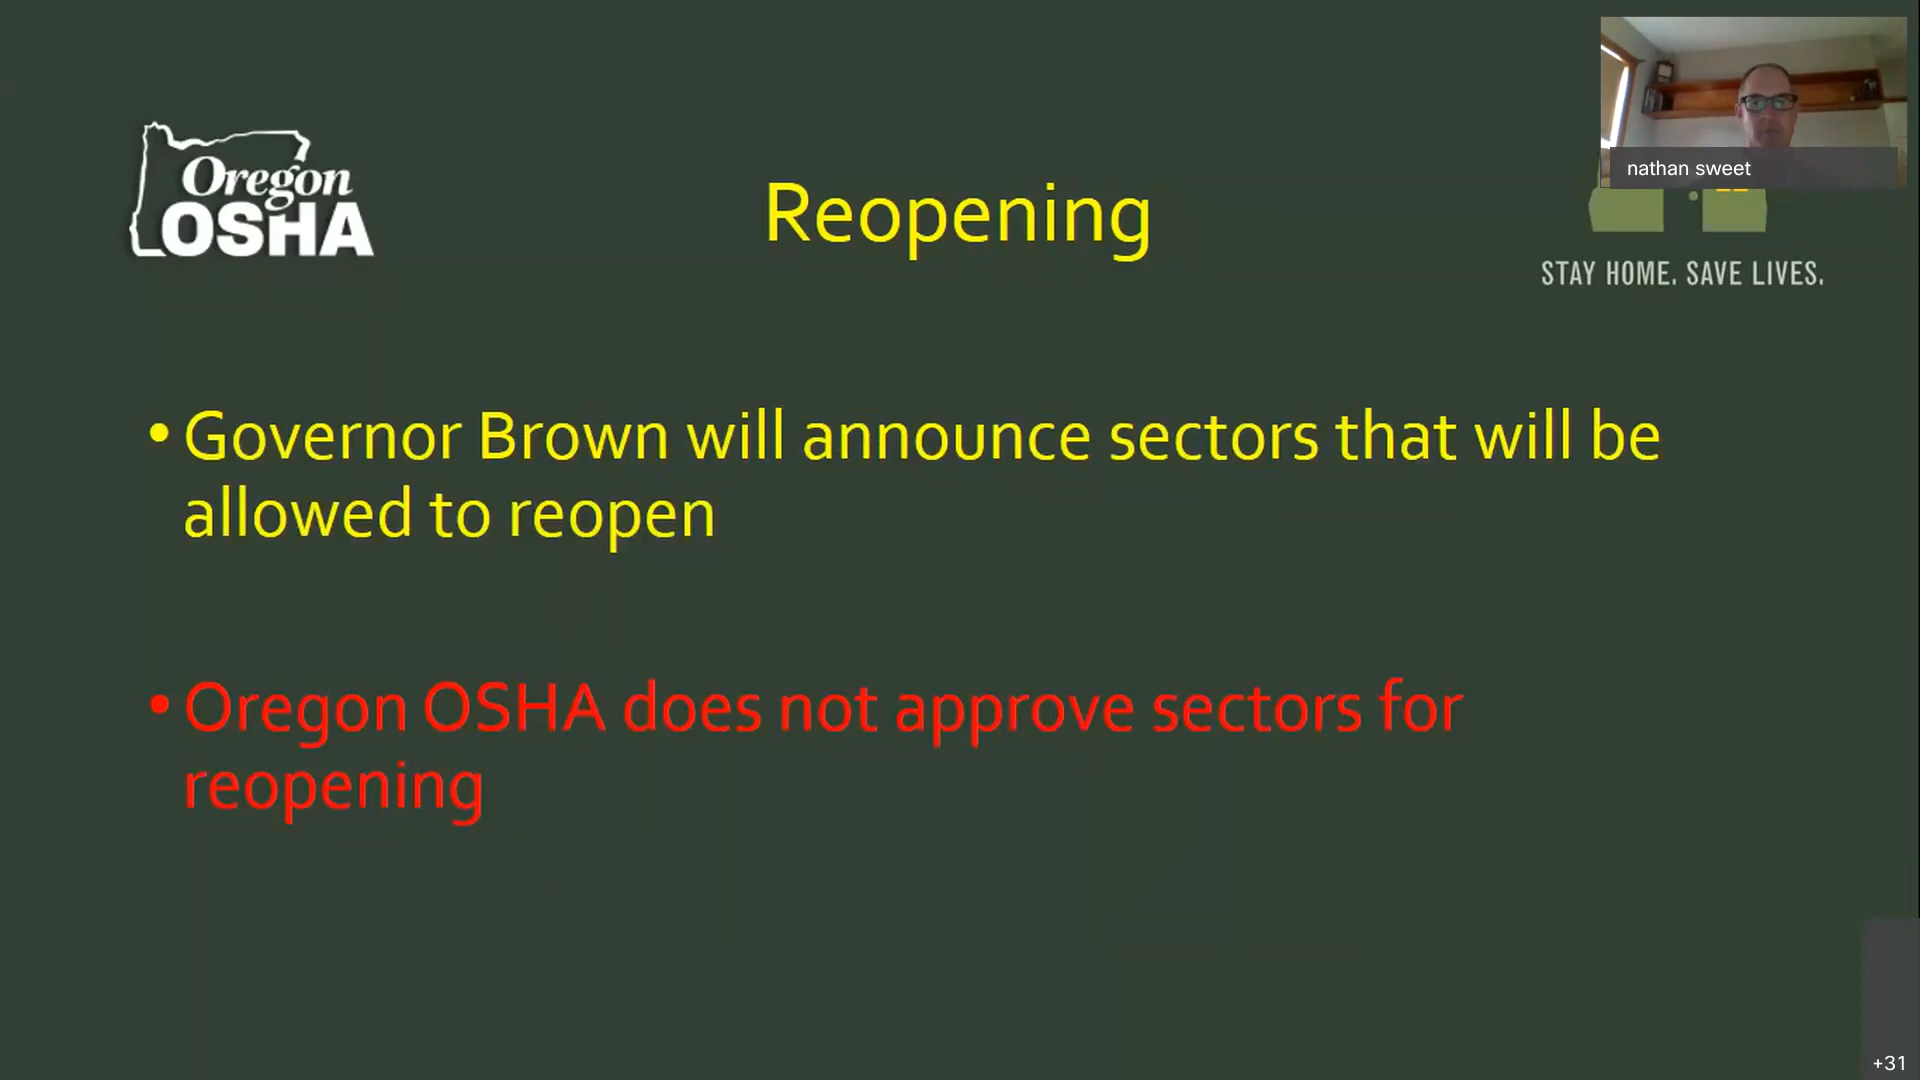 nathan sweet
Oregon
OSHA
Reopening
STAY HOME. SAVE LIVES.
• Governor Brown will announce sectors that will be
allowed to reopen
• Oregon OSHA does not approve sectors for
reopening
+31